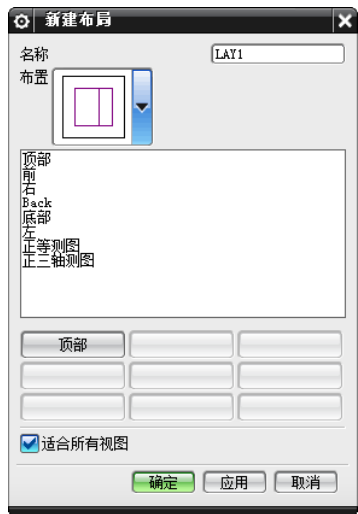 新建布局
名称 LAY1
布置
顶部
前
右
Back
底部
左
正等测图
正三轴测图
顶部
适合所有视图
确定 应用 取消